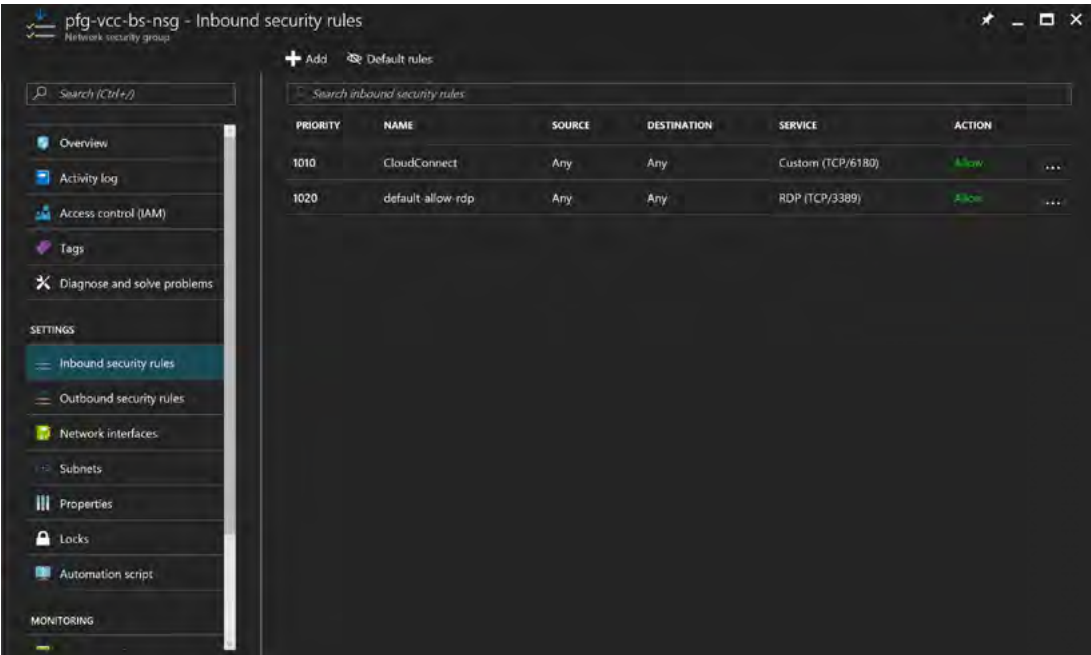 pfg-vcc-bs-nsg - Inbound security rules
Network security group
Add Default rules
Search (Ctrl+/)
Search inbound security rules
PRIORITY NAME SOURCE DESTINATION SERVICE ACTION
1010 CloudConnect Any Any Custom (TCP/6180) Allow ...
1020 default-allow-rdp Any Any RDP (TCP/3389) Allow ...
Overview
Activity log
Access control (IAM)
Tags
Diagnose and solve problems
SETTINGS
Inbound security rules
Outbound security rules
Network interfaces
Subnets
Properties
Locks
Automation script
MONITORING